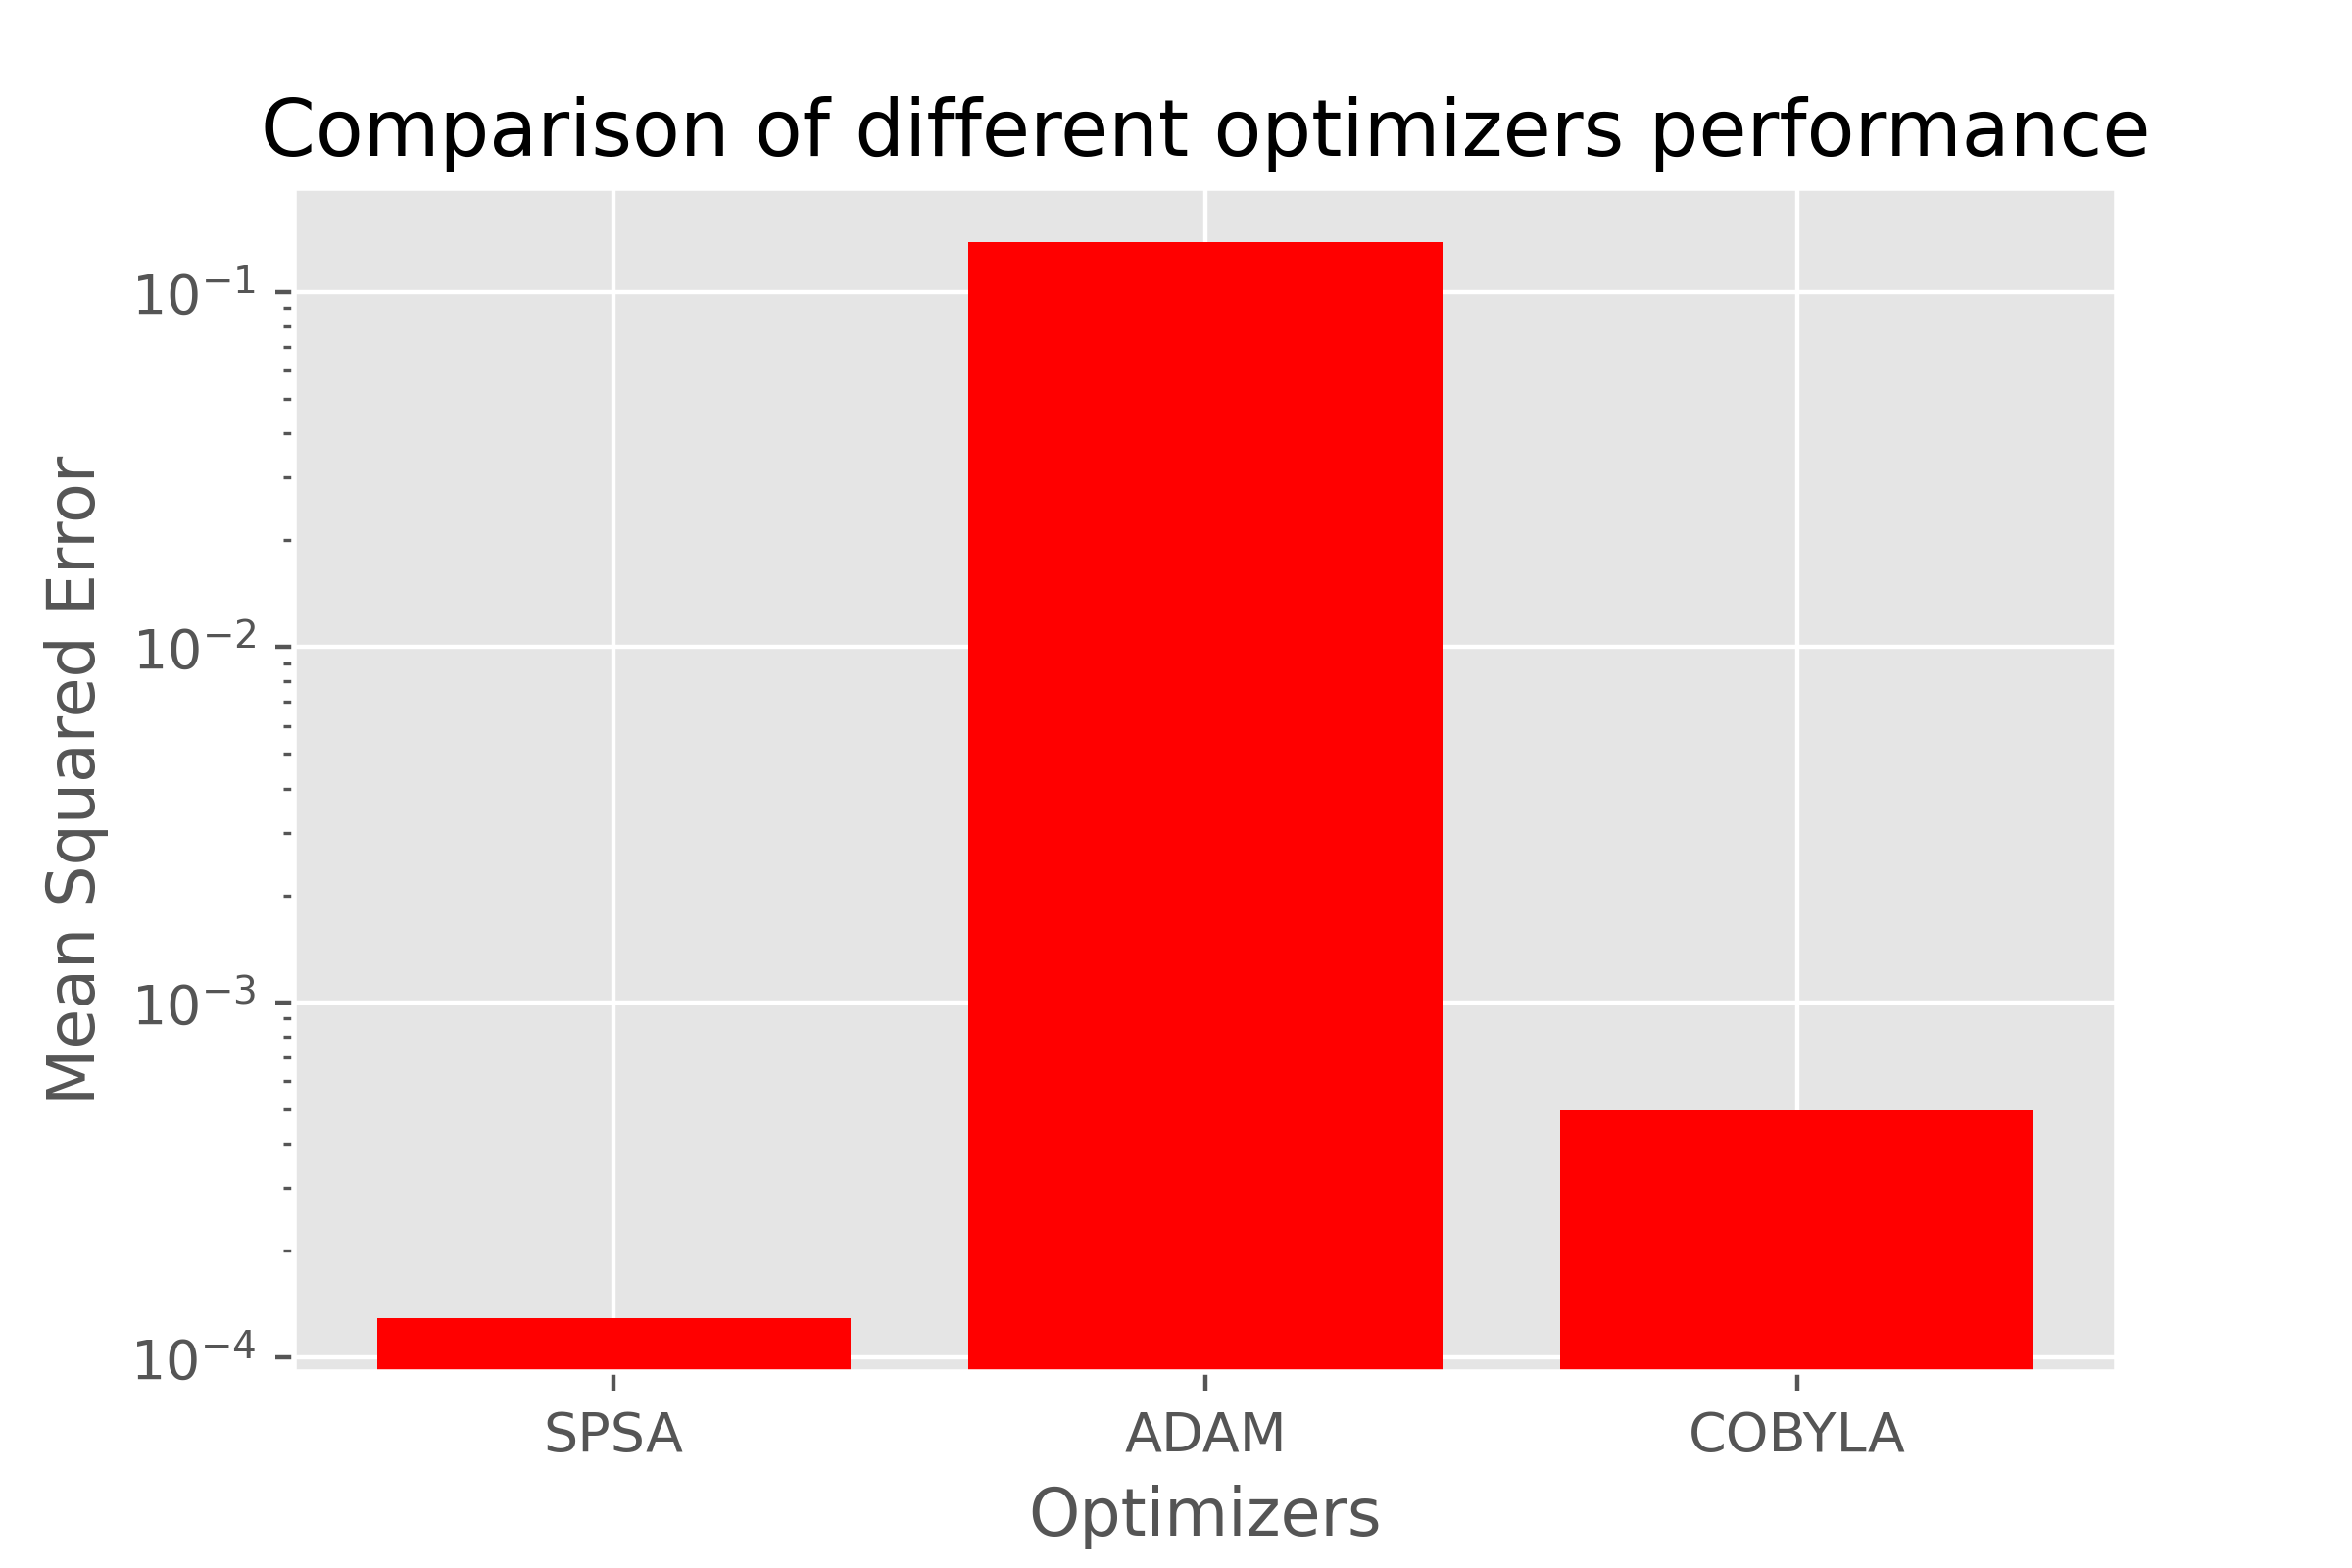 Comparison of different optimizers performance
Mean Squared Error
10⁻¹
10⁻²
10⁻³
10⁻⁴
SPSA ADAM COBYLA
Optimizers